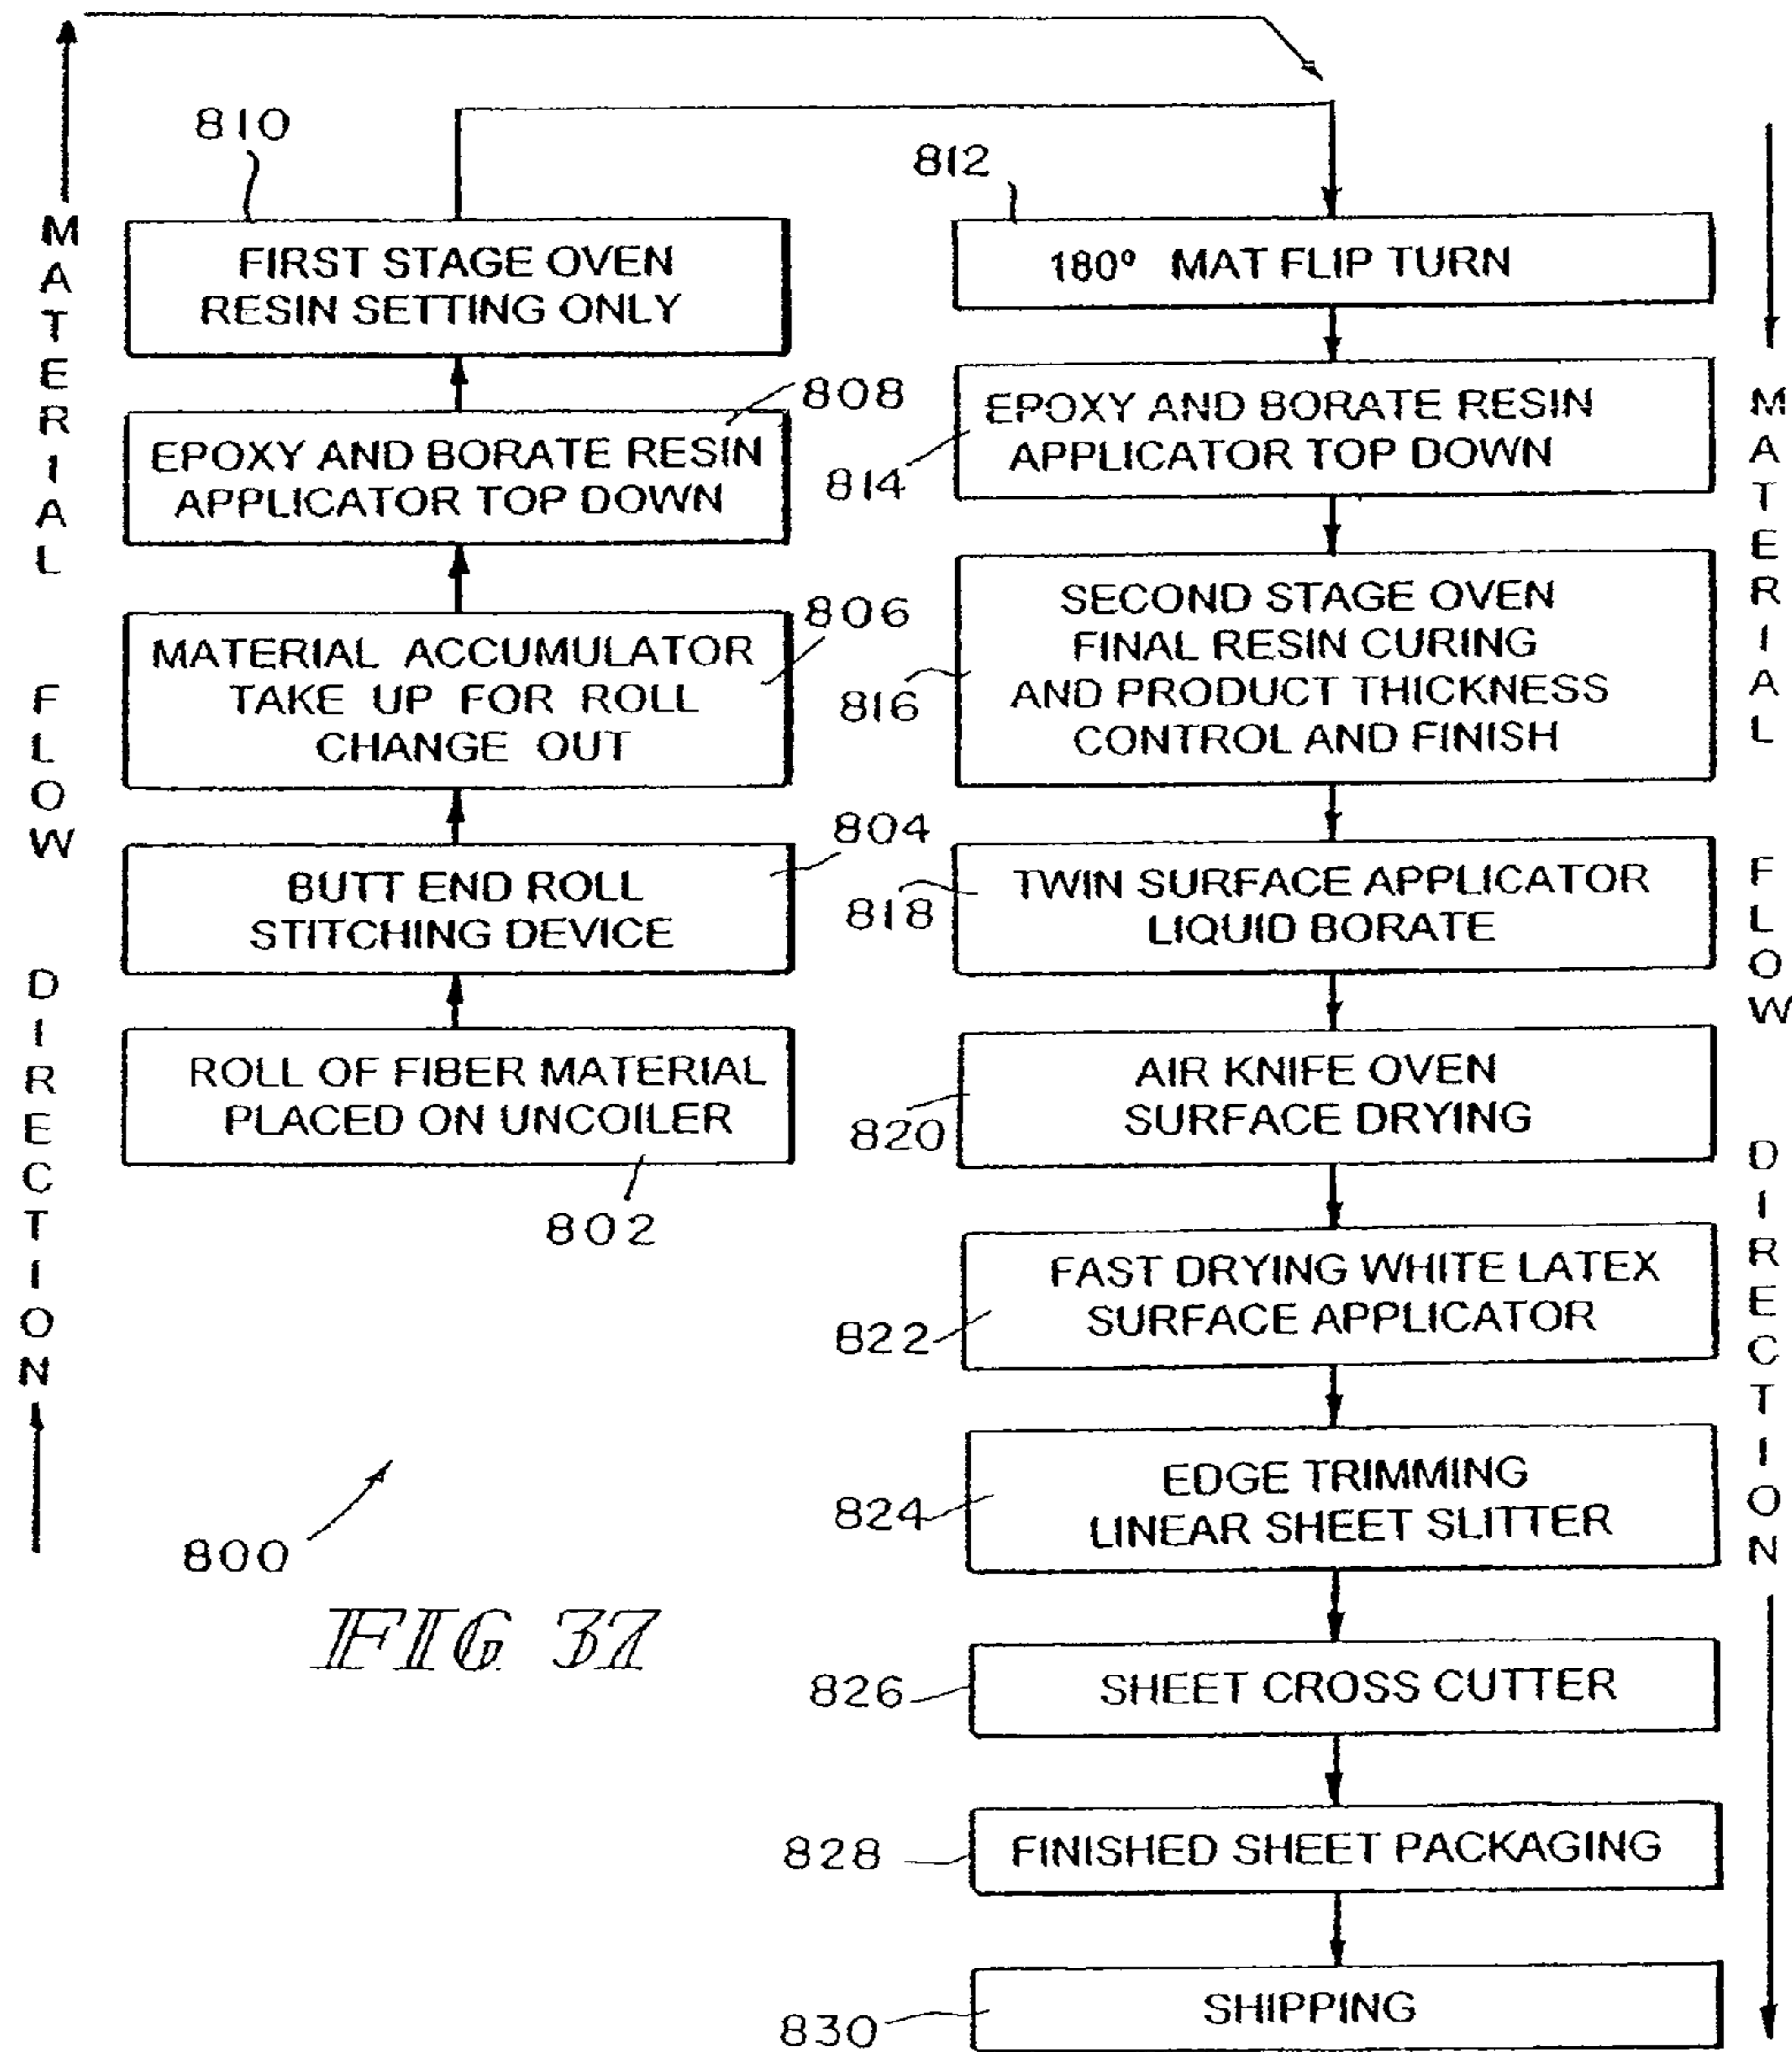 810
FIRST STAGE OVEN
RESIN SETTING ONLY
808
EPOXY AND BORATE RESIN
APPLICATOR TOP DOWN
806
MATERIAL ACCUMULATOR
TAKE UP FOR ROLL
CHANGE OUT
804
BUTT END ROLL
STITCHING DEVICE
ROLL OF FIBER MATERIAL
PLACED ON UNCOILER
802
MATERIAL FLOW DIRECTION
800
FIG. 37
812
180º MAT FLIP TURN
EPOXY AND BORATE RESIN
APPLICATOR TOP DOWN
814
SECOND STAGE OVEN
FINAL RESIN CURING
AND PRODUCT THICKNESS
CONTROL AND FINISH
816
TWIN SURFACE APPLICATOR
LIQUID BORATE
818
AIR KNIFE OVEN
SURFACE DRYING
820
FAST DRYING WHITE LATEX
SURFACE APPLICATOR
822
EDGE TRIMMING
LINEAR SHEET SLITTER
824
SHEET CROSS CUTTER
826
FINISHED SHEET PACKAGING
828
SHIPPING
830
MATERIAL FLOW DIRECTION